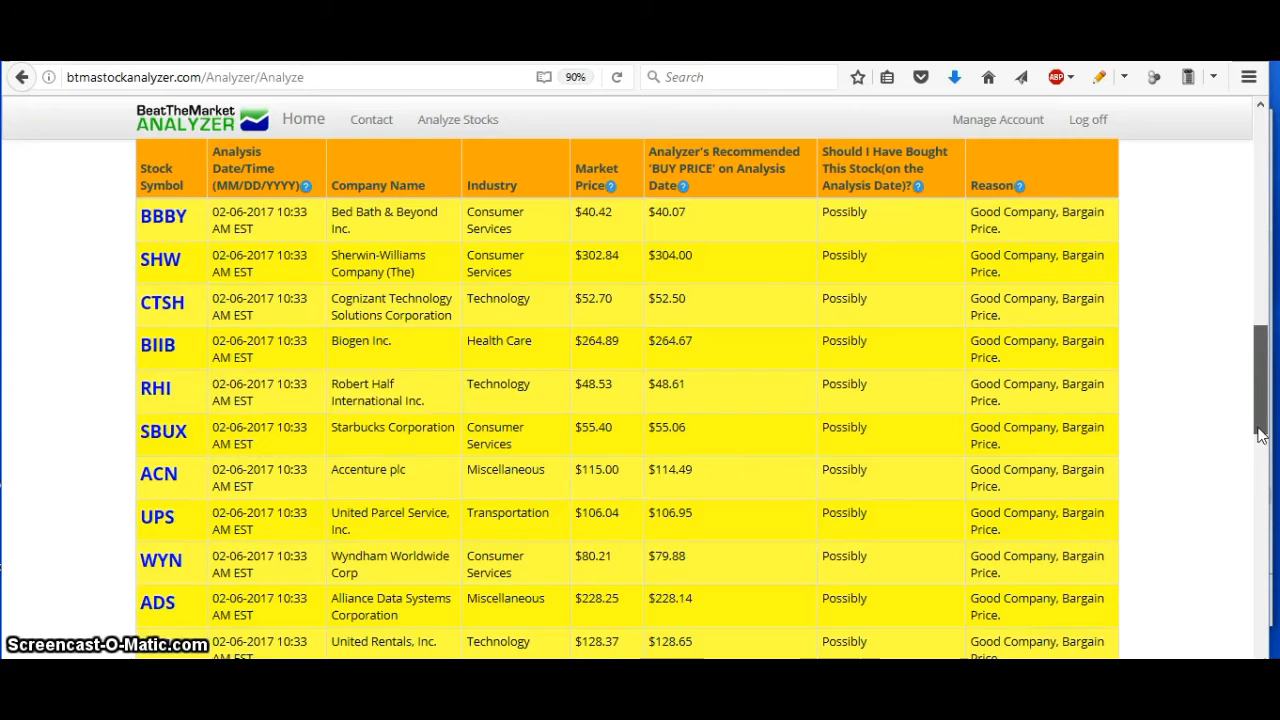 btmastockanalyzer.com/Analyzer/Analyze
90%
Search
ABP
BeatTheMarket
ANALYZER
Home
Contact
Analyze Stocks
Manage Account
Log off
Stock
Symbol
Analysis
Date/Time
(MM/DD/YYYY)?
Company Name
Industry
Market
Price?
Analyzer's Recommended
'BUY PRICE' on Analysis
Date?
Should I Have Bought
This Stock(on the
Analysis Date)?
?
Reason?
BBBY
02-06-2017 10:33
AM EST
Bed Bath & Beyond
Inc.
Consumer
Services
$40.42
$40.07
Possibly
Good Company, Bargain
Price.
SHW
02-06-2017 10:33
AM EST
Sherwin-Williams
Company (The)
Consumer
Services
$302.84
$304.00
Possibly
Good Company, Bargain
Price.
CTSH
02-06-2017 10:33
AM EST
Cognizant Technology
Solutions Corporation
Technology
$52.70
$52.50
Possibly
Good Company, Bargain
Price.
BIIB
02-06-2017 10:33
AM EST
Biogen Inc.
Health Care
$264.89
$264.67
Possibly
Good Company, Bargain
Price.
RHI
02-06-2017 10:33
AM EST
Robert Half
International Inc.
Technology
$48.53
$48.61
Possibly
Good Company, Bargain
Price.
SBUX
02-06-2017 10:33
AM EST
Starbucks Corporation
Consumer
Services
$55.40
$55.06
Possibly
Good Company, Bargain
Price.
ACN
02-06-2017 10:33
AM EST
Accenture plc
Miscellaneous
$115.00
$114.49
Possibly
Good Company, Bargain
Price.
UPS
02-06-2017 10:33
AM EST
United Parcel Service,
Inc.
Transportation
$106.04
$106.95
Possibly
Good Company, Bargain
Price.
WYN
02-06-2017 10:33
AM EST
Wyndham Worldwide
Corp
Consumer
Services
$80.21
$79.88
Possibly
Good Company, Bargain
Price.
ADS
02-06-2017 10:33
AM EST
Alliance Data Systems
Corporation
Miscellaneous
$228.25
$228.14
Possibly
Good Company, Bargain
Price.
02-06-2017 10:33
AM EST
United Rentals, Inc.
Technology
$128.37
$128.65
Possibly
Good Company, Bargain
Price.
Screencast-O-Matic.com